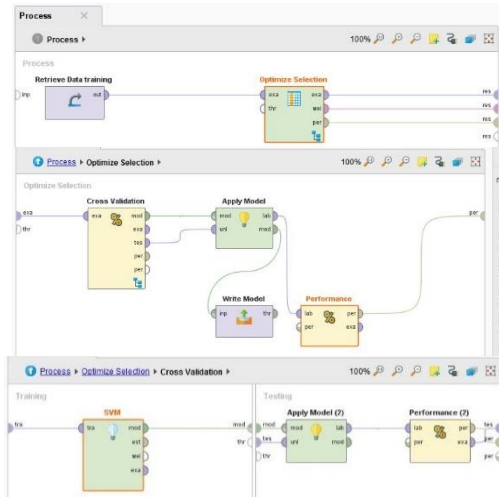 Process
Process
100%
Process
Retrieve Data training
Optimize Selection
inp
out
exa
exa
res
thr
wei
res
per
res
res
Process Optimize Selection
100%
Optimize Selection
Cross Validation
Apply Model
exa
exa
mod
mod
lab
per
thr
exa
unl
mod
tes
per
per
Write Model
Performance
inp
thr
lab
per
per
exa
Process Optimize Selection Cross Validation
100%
Training
Testing
SVM
Apply Model (2)
Performance (2)
tra
tra
mod
mod
mod
mod
lab
lab
per
tes
est
thr
tes
unl
mod
per
exa
per
wei
thr
per
exa